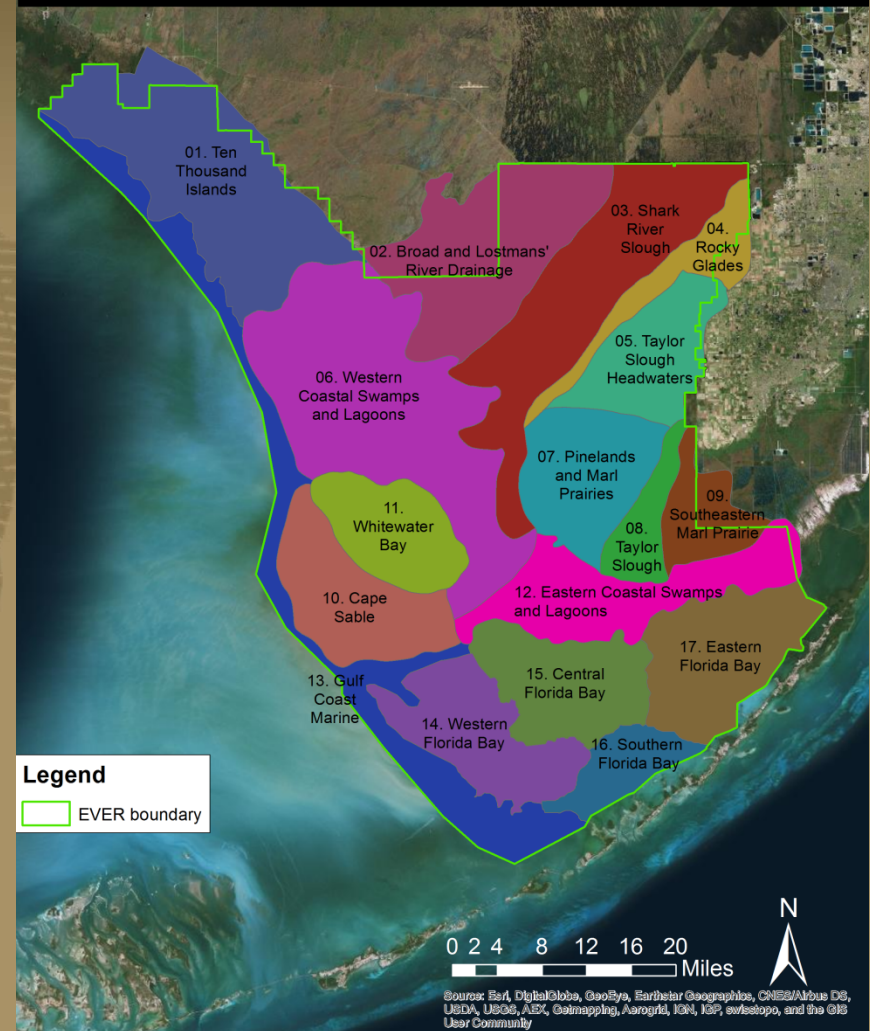 01. Ten
Thousand
Islands
02. Broad and Lostmans'
River Drainage
03. Shark
River
Slough
04.
Rocky
Glades
05. Taylor
Slough
Headwaters
06. Western
Coastal Swamps
and Lagoons
07. Pinelands
and Marl
Prairies
08.
Taylor
Slough
09.
Southeastern
Marl Prairie
10. Cape
Sable
11.
Whitewater
Bay
12. Eastern Coastal Swamps
and Lagoons
13. Gulf
Coast
Marine
14. Western
Florida Bay
15. Central
Florida Bay
16. Southern
Florida Bay
17. Eastern
Florida Bay
Legend
EVER boundary
N
0 2 4 8 12 16 20
Miles
Source: Esri, DigitalGlobe, GeoEye, Earthstar Geographics, CNES/Airbus DS,
USDA, USGS, AEX, Getmapping, Aerogrid, IGN, IGP, swisstopo, and the GIS
User Community